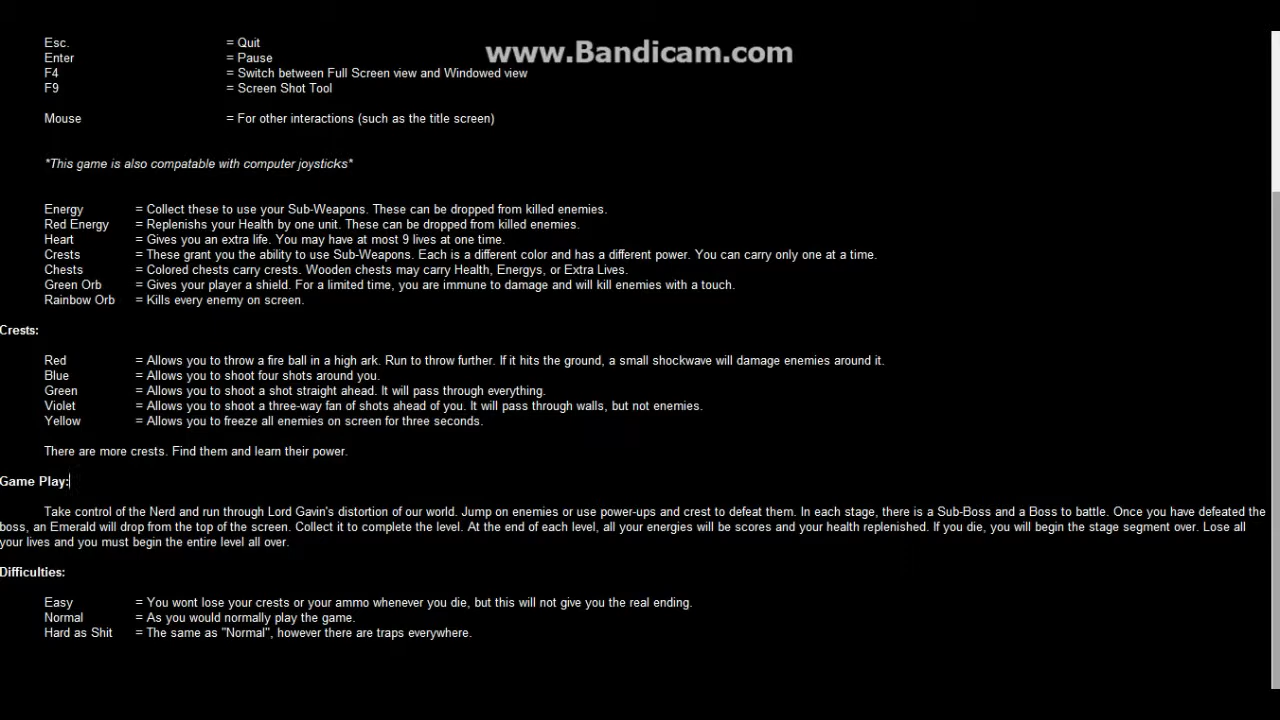 www.Bandicam.com
Esc. = Quit
Enter = Pause
F4 = Switch between Full Screen view and Windowed view
F9 = Screen Shot Tool
Mouse = For other interactions (such as the title screen)
*This game is also compatable with computer joysticks*
Energy = Collect these to use your Sub-Weapons. These can be dropped from killed enemies.
Red Energy = Replenishs your Health by one unit. These can be dropped from killed enemies.
Heart = Gives you an extra life. You may have at most 9 lives at one time.
Crests = These grant you the ability to use Sub-Weapons. Each is a different color and has a different power. You can carry only one at a time.
Chests = Colored chests carry crests. Wooden chests may carry Health, Energys, or Extra Lives.
Green Orb = Gives your player a shield. For a limited time, you are immune to damage and will kill enemies with a touch.
Rainbow Orb = Kills every enemy on screen.
Crests:
Red = Allows you to throw a fire ball in a high ark. Run to throw further. If it hits the ground, a small shockwave will damage enemies around it.
Blue = Allows you to shoot four shots around you.
Green = Allows you to shoot a shot straight ahead. It will pass through everything.
Violet = Allows you to shoot a three-way fan of shots ahead of you. It will pass through walls, but not enemies.
Yellow = Allows you to freeze all enemies on screen for three seconds.
There are more crests. Find them and learn their power.
Game Play:
Take control of the Nerd and run through Lord Gavin's distortion of our world. Jump on enemies or use power-ups and crest to defeat them. In each stage, there is a Sub-Boss and a Boss to battle. Once you have defeated the
boss, an Emerald will drop from the top of the screen. Collect it to complete the level. At the end of each level, all your energies will be scores and your health replenished. If you die, you will begin the stage segment over. Lose all
your lives and you must begin the entire level all over.
Difficulties:
Easy = You wont lose your crests or your ammo whenever you die, but this will not give you the real ending.
Normal = As you would normally play the game.
Hard as Shit = The same as "Normal", however there are traps everywhere.